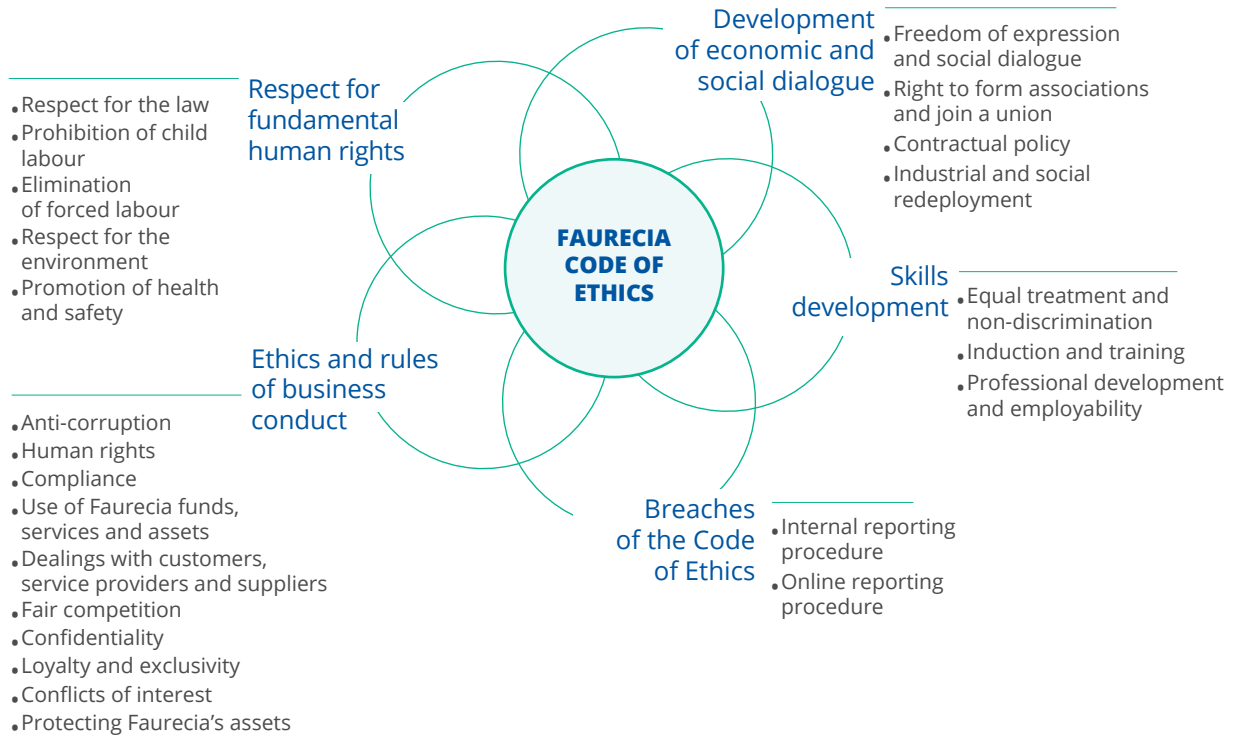 Respect for
fundamental
human rights
•Respect for the law
•Prohibition of child
labour
•Elimination
of forced labour
•Respect for the
environment
•Promotion of health
and safety
Development
of economic and
social dialogue
•Freedom of expression
and social dialogue
•Right to form associations
and join a union
•Contractual policy
•Industrial and social
redeployment
FAURECIA
CODE OF
ETHICS
Skills
development
•Equal treatment and
non-discrimination
•Induction and training
•Professional development
and employability
Ethics and rules
of business
conduct
•Anti-corruption
•Human rights
•Compliance
•Use of Faurecia funds,
services and assets
•Dealings with customers,
service providers and suppliers
•Fair competition
•Confidentiality
•Loyalty and exclusivity
•Conflicts of interest
•Protecting Faurecia’s assets
Breaches
of the Code
of Ethics
•Internal reporting
procedure
•Online reporting
procedure